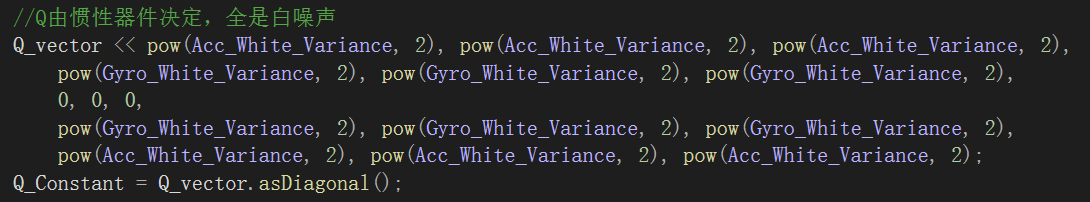 //Q由惯性器件决定，全是白噪声
Q_vector << pow(Acc_White_Variance, 2), pow(Acc_White_Variance, 2), pow(Acc_White_Variance, 2),
pow(Gyro_White_Variance, 2), pow(Gyro_White_Variance, 2), pow(Gyro_White_Variance, 2),
0, 0, 0,
pow(Gyro_White_Variance, 2), pow(Gyro_White_Variance, 2), pow(Gyro_White_Variance, 2),
pow(Acc_White_Variance, 2), pow(Acc_White_Variance, 2), pow(Acc_White_Variance, 2);
Q_Constant = Q_vector.asDiagonal();